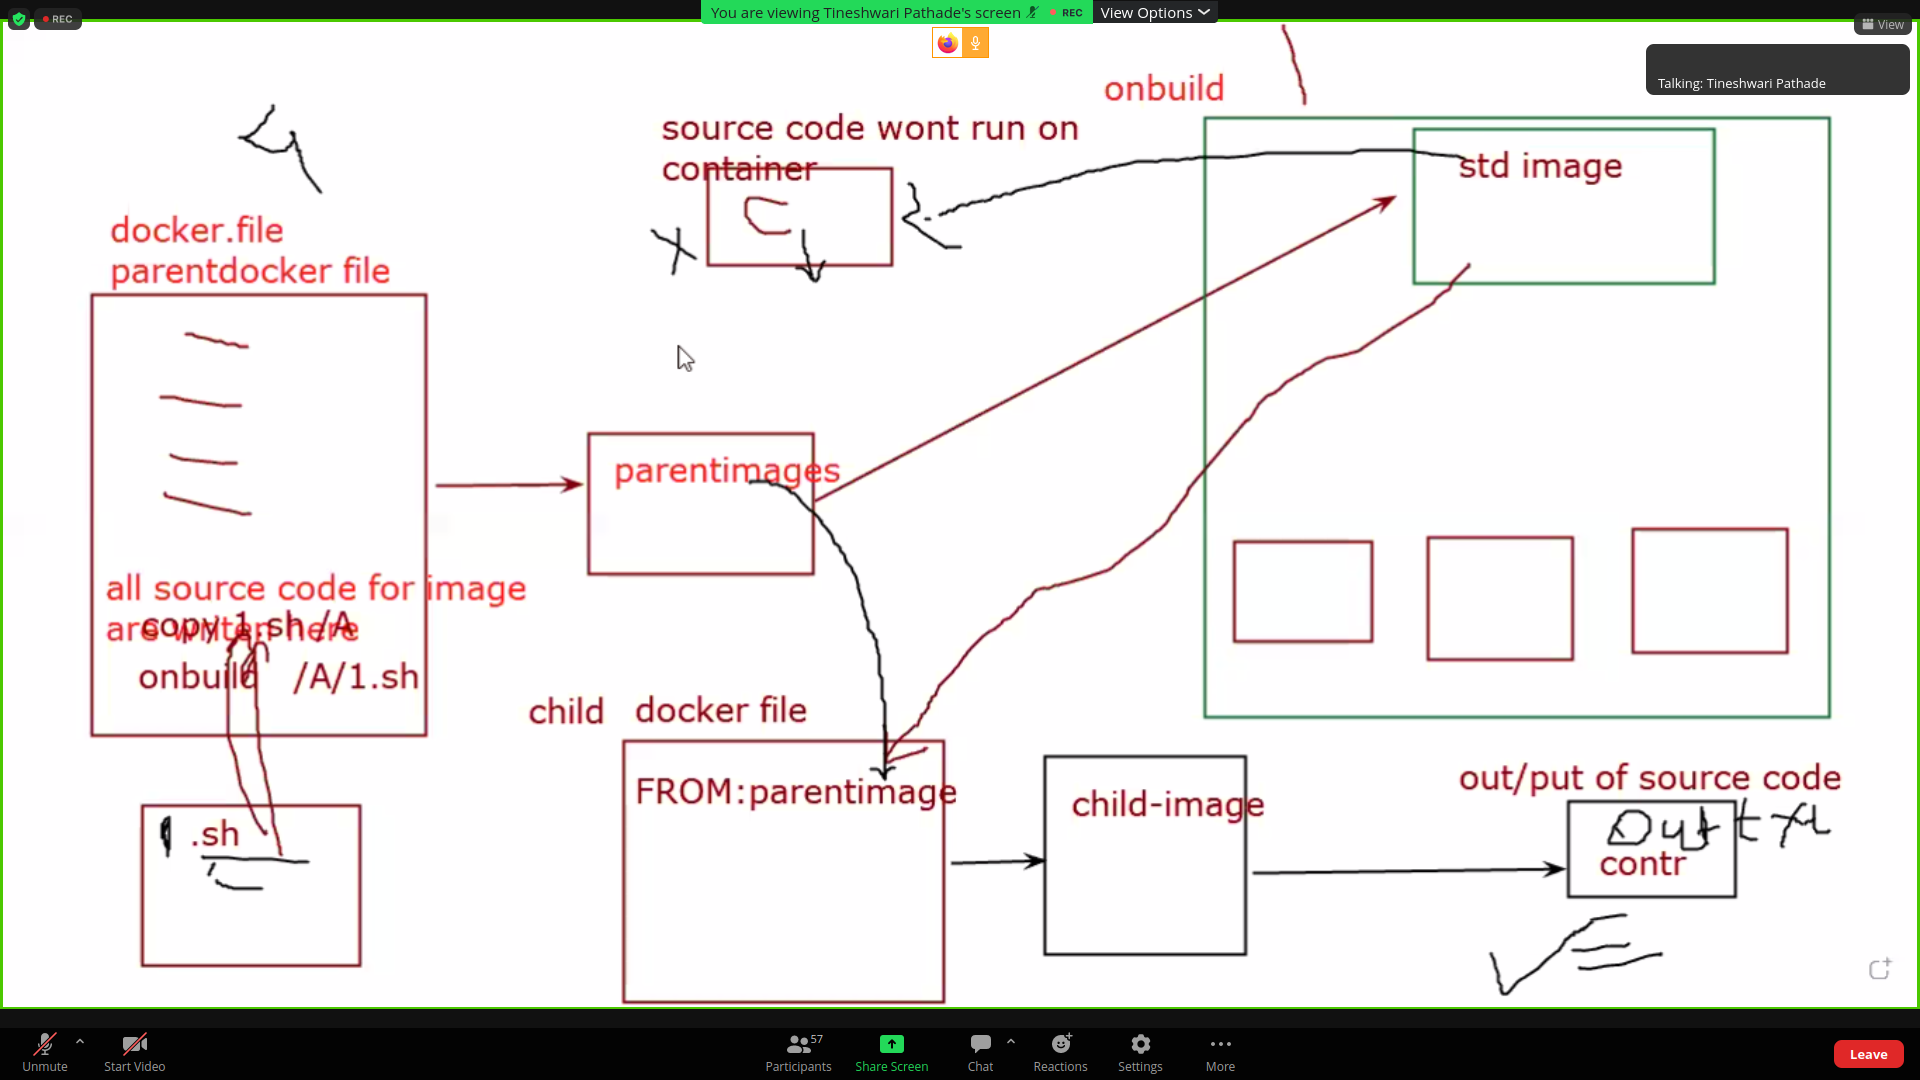 REC
You are viewing Tineshwari Pathade's screen
REC
View Options
View
Talking: Tineshwari Pathade
onbuild
source code wont run on
container
std image
C
docker.file
parentdocker file
parentimages
all source code for image
are writen here
copy 1.sh /A
onbuild /A/1.sh
child docker file
FROM:parentimage
child-image
out/put of source code
contr
1 .sh
Unmute
Start Video
Participants
57
Share Screen
Chat
Reactions
Settings
More
Leave